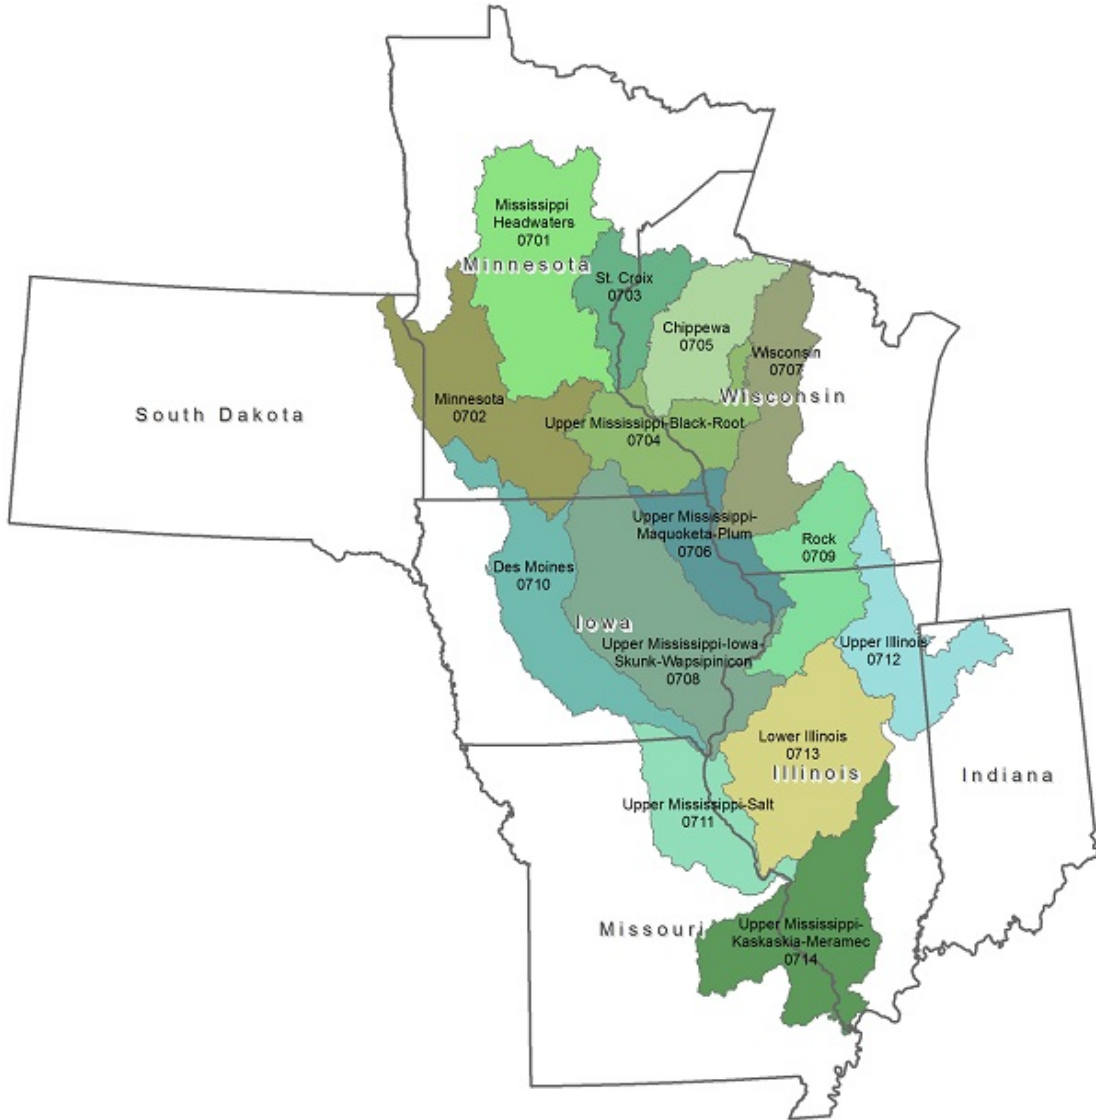 Mississippi
Headwaters
0701
Minnesota
St. Croix
0703
Chippewa
0705
Wisconsin
0707
Wisconsin
South Dakota
Minnesota
0702
Upper Mississippi-Black-Root
0704
Upper Mississippi-
Maquoketa-Plum
0706
Rock
0709
Des Moines
0710
Iowa
Upper Mississippi-Iowa-
Skunk-Wapsipinicon
0708
Upper Illinois
0712
Lower Illinois
0713
Illinois
Indiana
Upper Mississippi-Salt
0711
Missouri
Upper Mississippi-
Kaskaskia-Meramec
0714